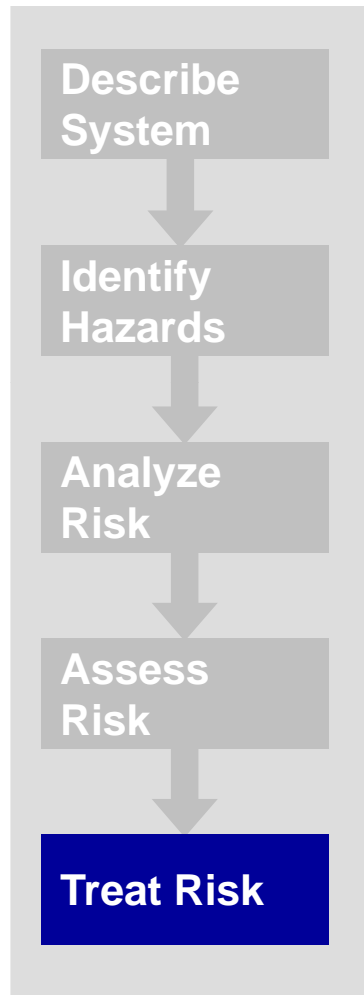 Describe
System
Identify
Hazards
Analyze
Risk
Assess
Risk
Treat Risk